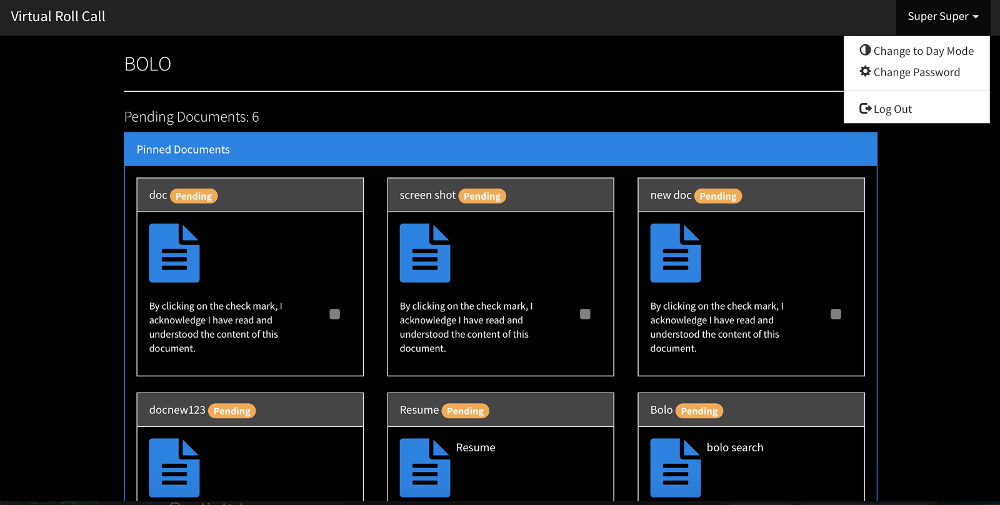 Virtual Roll Call
Super Super
Change to Day Mode
Change Password
Log Out
BOLO
Pending Documents: 6
Pinned Documents
doc Pending
By clicking on the check mark, I
acknowledge I have read and
understood the content of this
document.
screen shot Pending
By clicking on the check mark, I
acknowledge I have read and
understood the content of this
document.
new doc Pending
By clicking on the check mark, I
acknowledge I have read and
understood the content of this
document.
docnew123 Pending
Resume Pending
Resume
Bolo Pending
bolo search